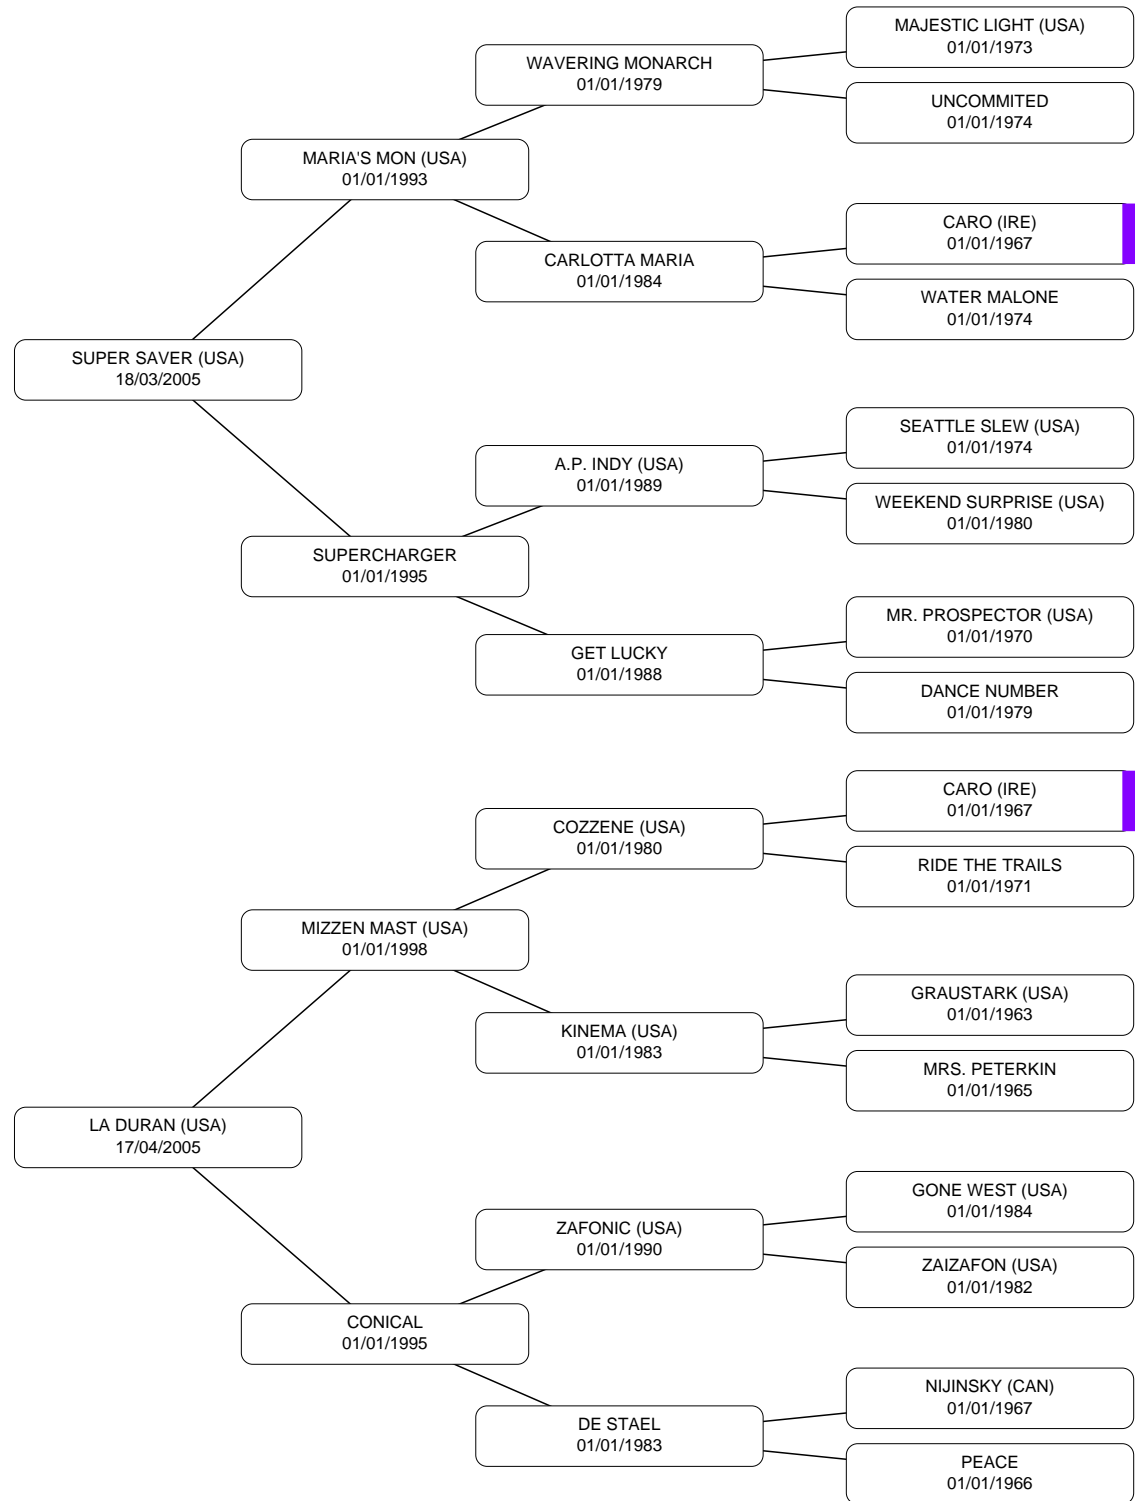 MAJESTIC LIGHT (USA)
01/01/1973
WAVERING MONARCH
01/01/1979
UNCOMMITED
01/01/1974
MARIA'S MON (USA)
01/01/1993
CARO (IRE)
01/01/1967
CARLOTTA MARIA
01/01/1984
WATER MALONE
01/01/1974
SUPER SAVER (USA)
18/03/2005
SEATTLE SLEW (USA)
01/01/1974
A.P. INDY (USA)
01/01/1989
WEEKEND SURPRISE (USA)
01/01/1980
SUPERCHARGER
01/01/1995
MR. PROSPECTOR (USA)
01/01/1970
GET LUCKY
01/01/1988
DANCE NUMBER
01/01/1979
CARO (IRE)
01/01/1967
COZZENE (USA)
01/01/1980
RIDE THE TRAILS
01/01/1971
MIZZEN MAST (USA)
01/01/1998
GRAUSTARK (USA)
01/01/1963
KINEMA (USA)
01/01/1983
MRS. PETERKIN
01/01/1965
LA DURAN (USA)
17/04/2005
GONE WEST (USA)
01/01/1984
ZAFONIC (USA)
01/01/1990
ZAIZAFON (USA)
01/01/1982
CONICAL
01/01/1995
NIJINSKY (CAN)
01/01/1967
DE STAEL
01/01/1983
PEACE
01/01/1966